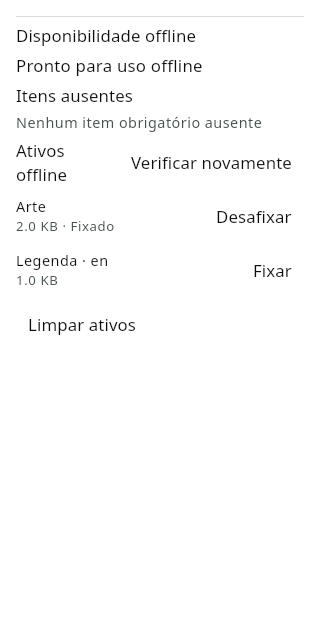 Disponibilidade offline
Pronto para uso offline
Itens ausentes
Nenhum item obrigatório ausente
Ativos
offline
Verificar novamente
Arte
2.0 KB · Fixado
Desafixar
Legenda · en
1.0 KB
Fixar
Limpar ativos